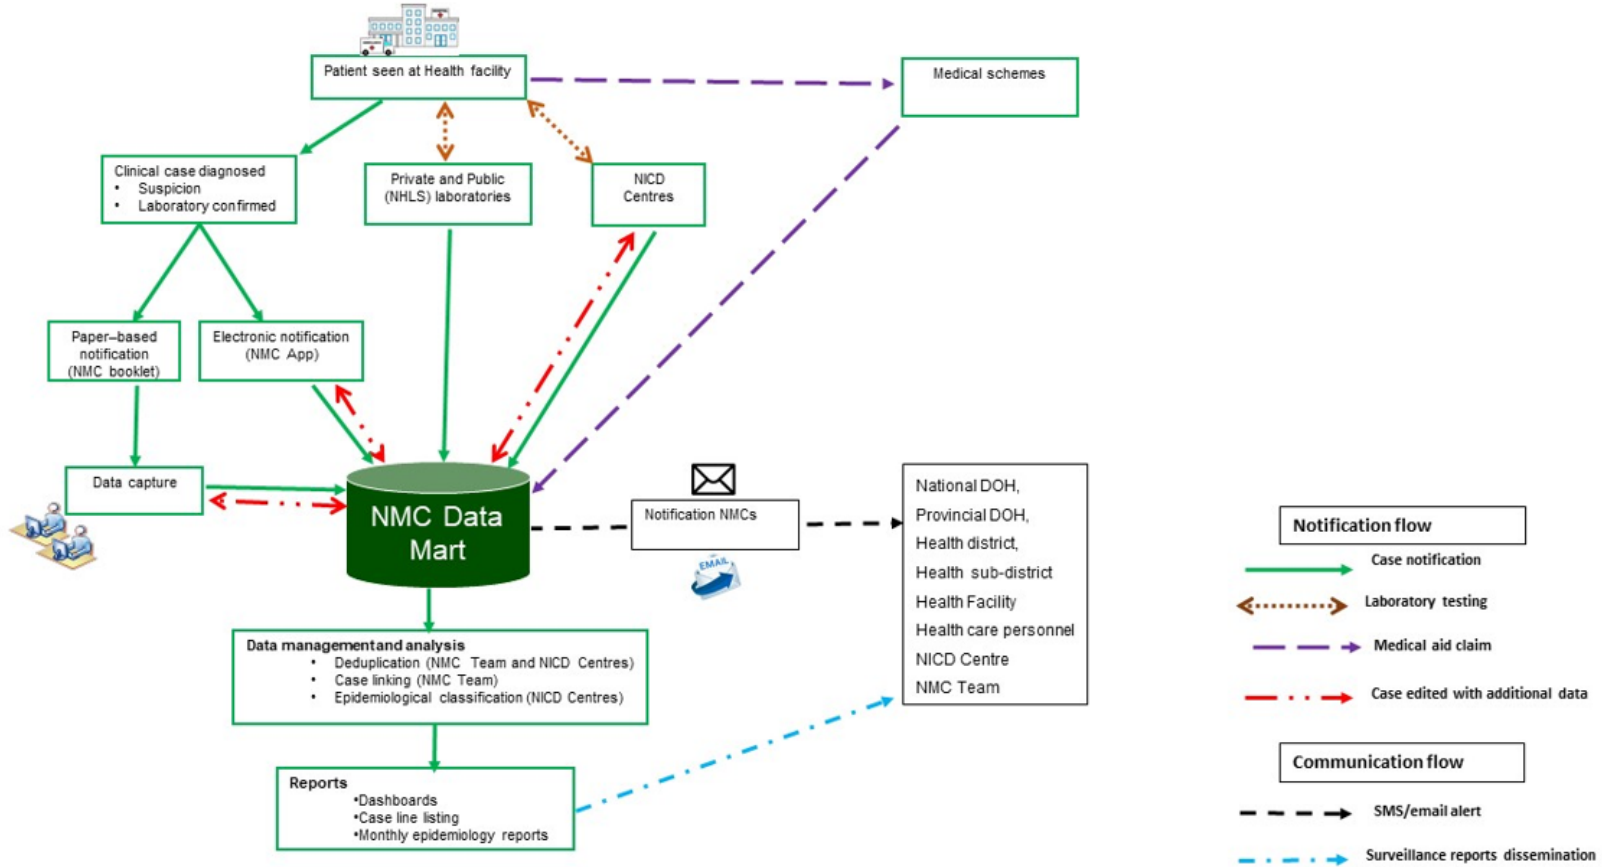 Patient seen at Health facility
Medical schemes
Clinical case diagnosed
• Suspicion
• Laboratory confirmed
Private and Public
(NHLS) laboratories
NICD
Centres
Paper–based
notification
(NMC booklet)
Electronic notification
(NMC App)
Data capture
NMC Data
Mart
Notification NMCs
EMAIL
National DOH,
Provincial DOH,
Health district,
Health sub-district
Health Facility
Health care personnel
NICD Centre
NMC Team
Data management and analysis
• Deduplication (NMC Team and NICD Centres)
• Case linking (NMC Team)
• Epidemiological classification (NICD Centres)
Reports
•Dashboards
•Case line listing
•Monthly epidemiology reports
Notification flow
Case notification
Laboratory testing
Medical aid claim
Case edited with additional data
Communication flow
SMS/email alert
Surveillance reports dissemination